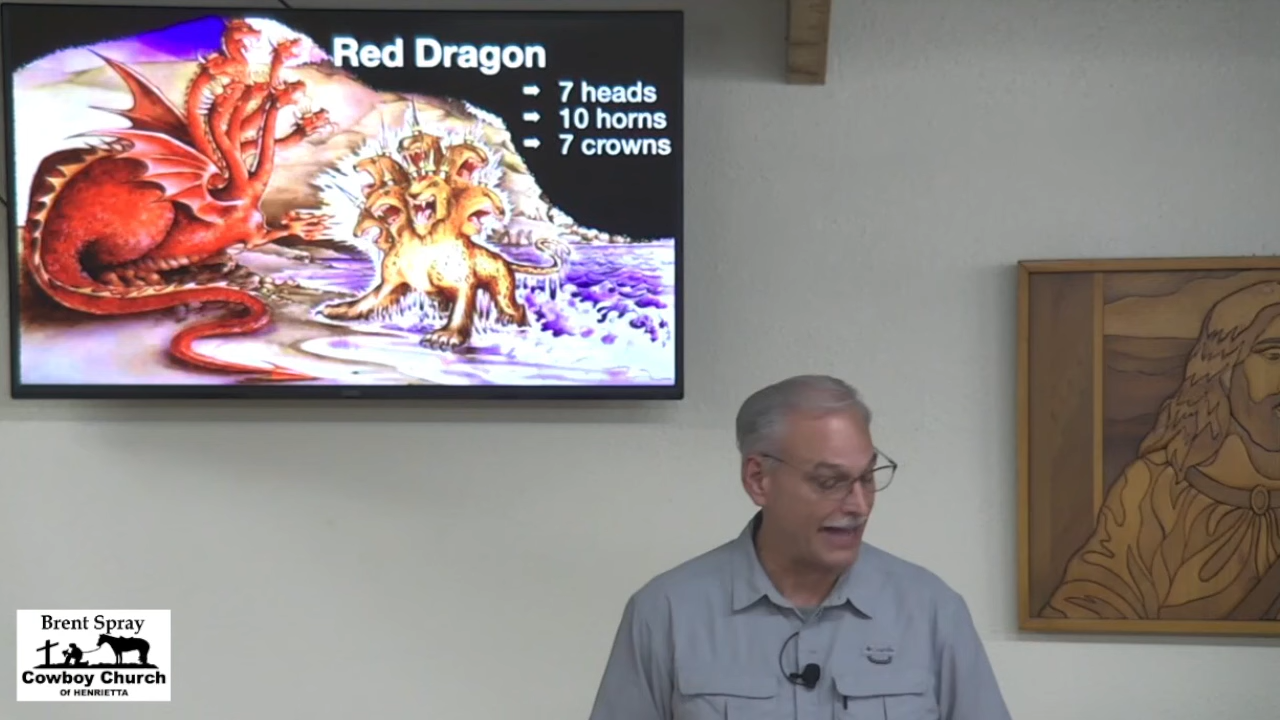 Red Dragon
➡ 7 heads
➡ 10 horns
➡ 7 crowns
Brent Spray
Cowboy Church
OF HENRIETTA